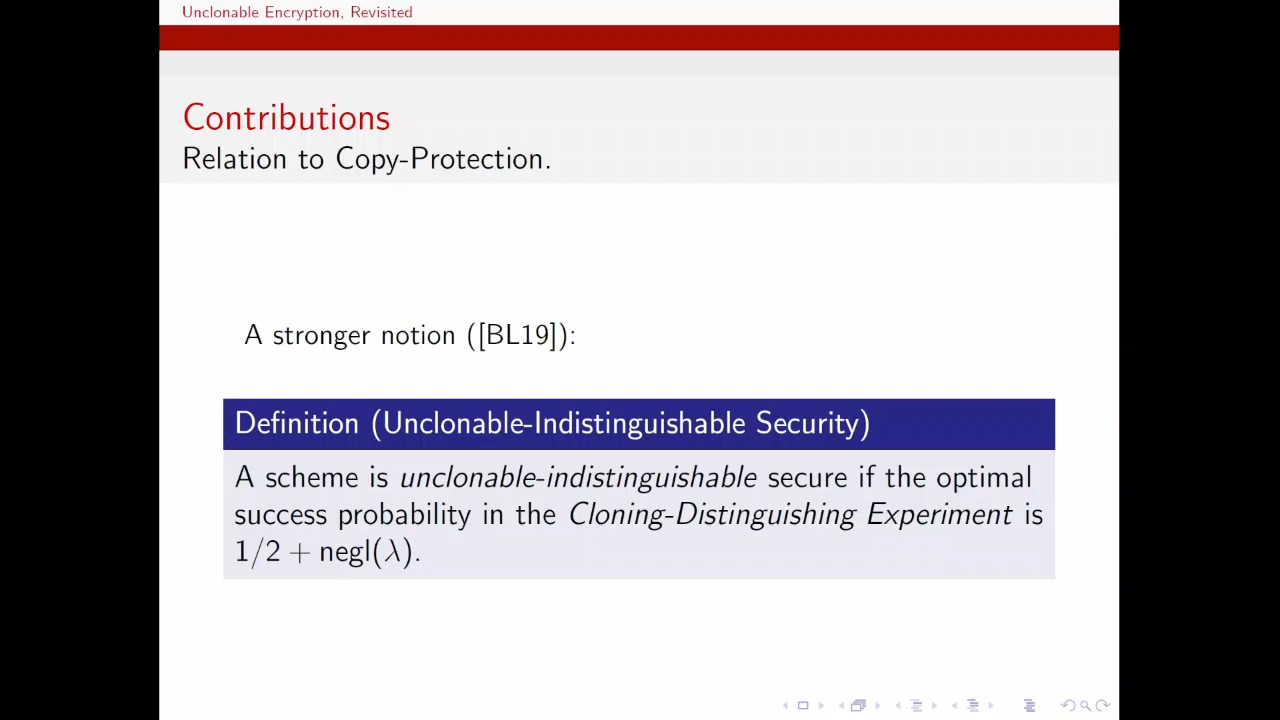 Unclonable Encryption, Revisited
Contributions
Relation to Copy-Protection.
A stronger notion ([BL19]):
Definition (Unclonable-Indistinguishable Security)
A scheme is unclonable-indistinguishable secure if the optimal
success probability in the Cloning-Distinguishing Experiment is
1/2 + negl(λ).